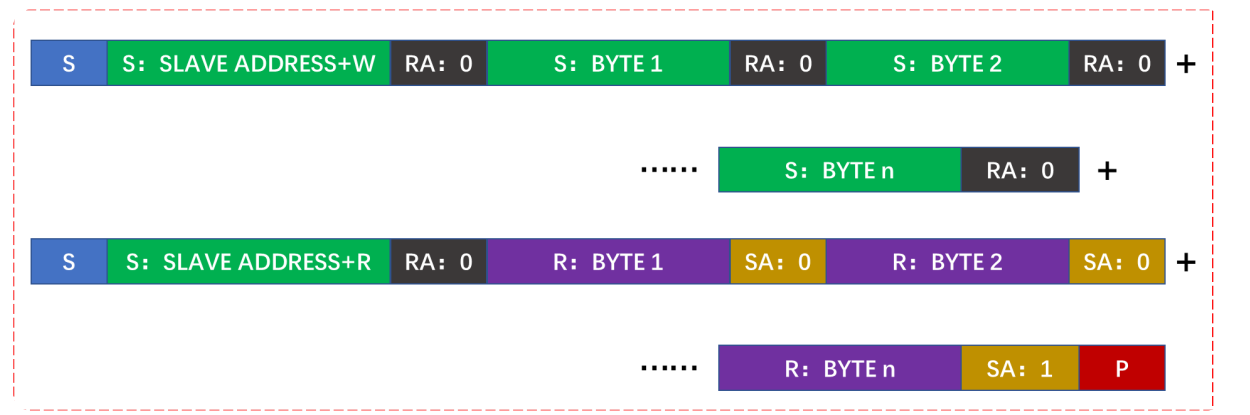 S S：SLAVE ADDRESS+W RA：0 S：BYTE 1 RA：0 S：BYTE 2 RA：0 +
…… S：BYTE n RA：0 +
S S：SLAVE ADDRESS+R RA：0 R：BYTE 1 SA：0 R：BYTE 2 SA：0 +
…… R：BYTE n SA：1 P